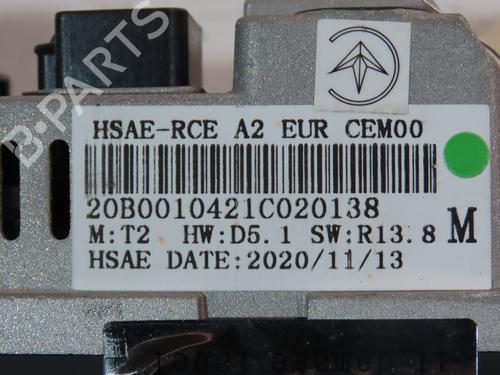 B-PARTS
HSAE-RCE A2 EUR CEM00
20B0010421C020138
M:T2 HW:D5.1 SW:R13.8 M
HSAE DATE:2020/11/13